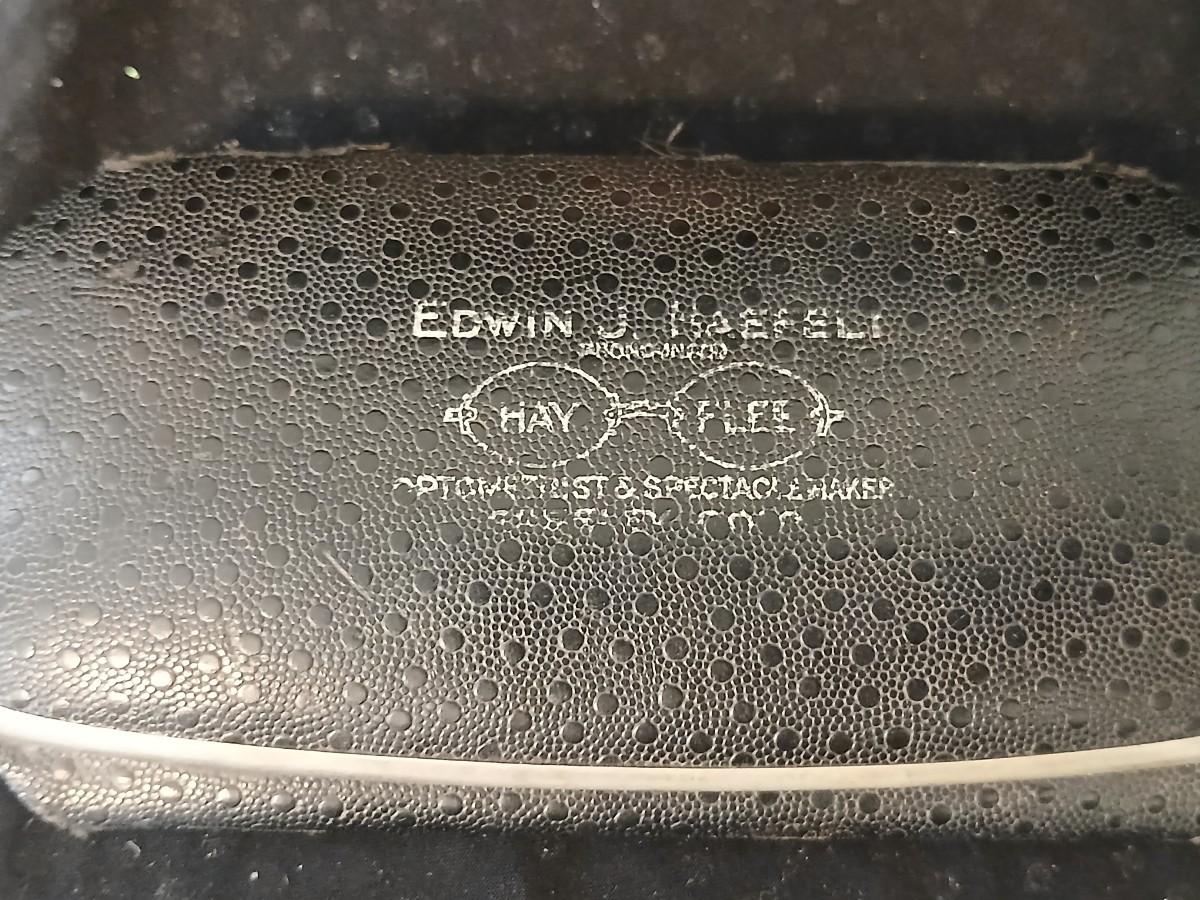 EDWIN J. HAEFELI
(PRONOUNCED)
HAY FLEE
OPTOMETRIST & SPECTACLE MAKER